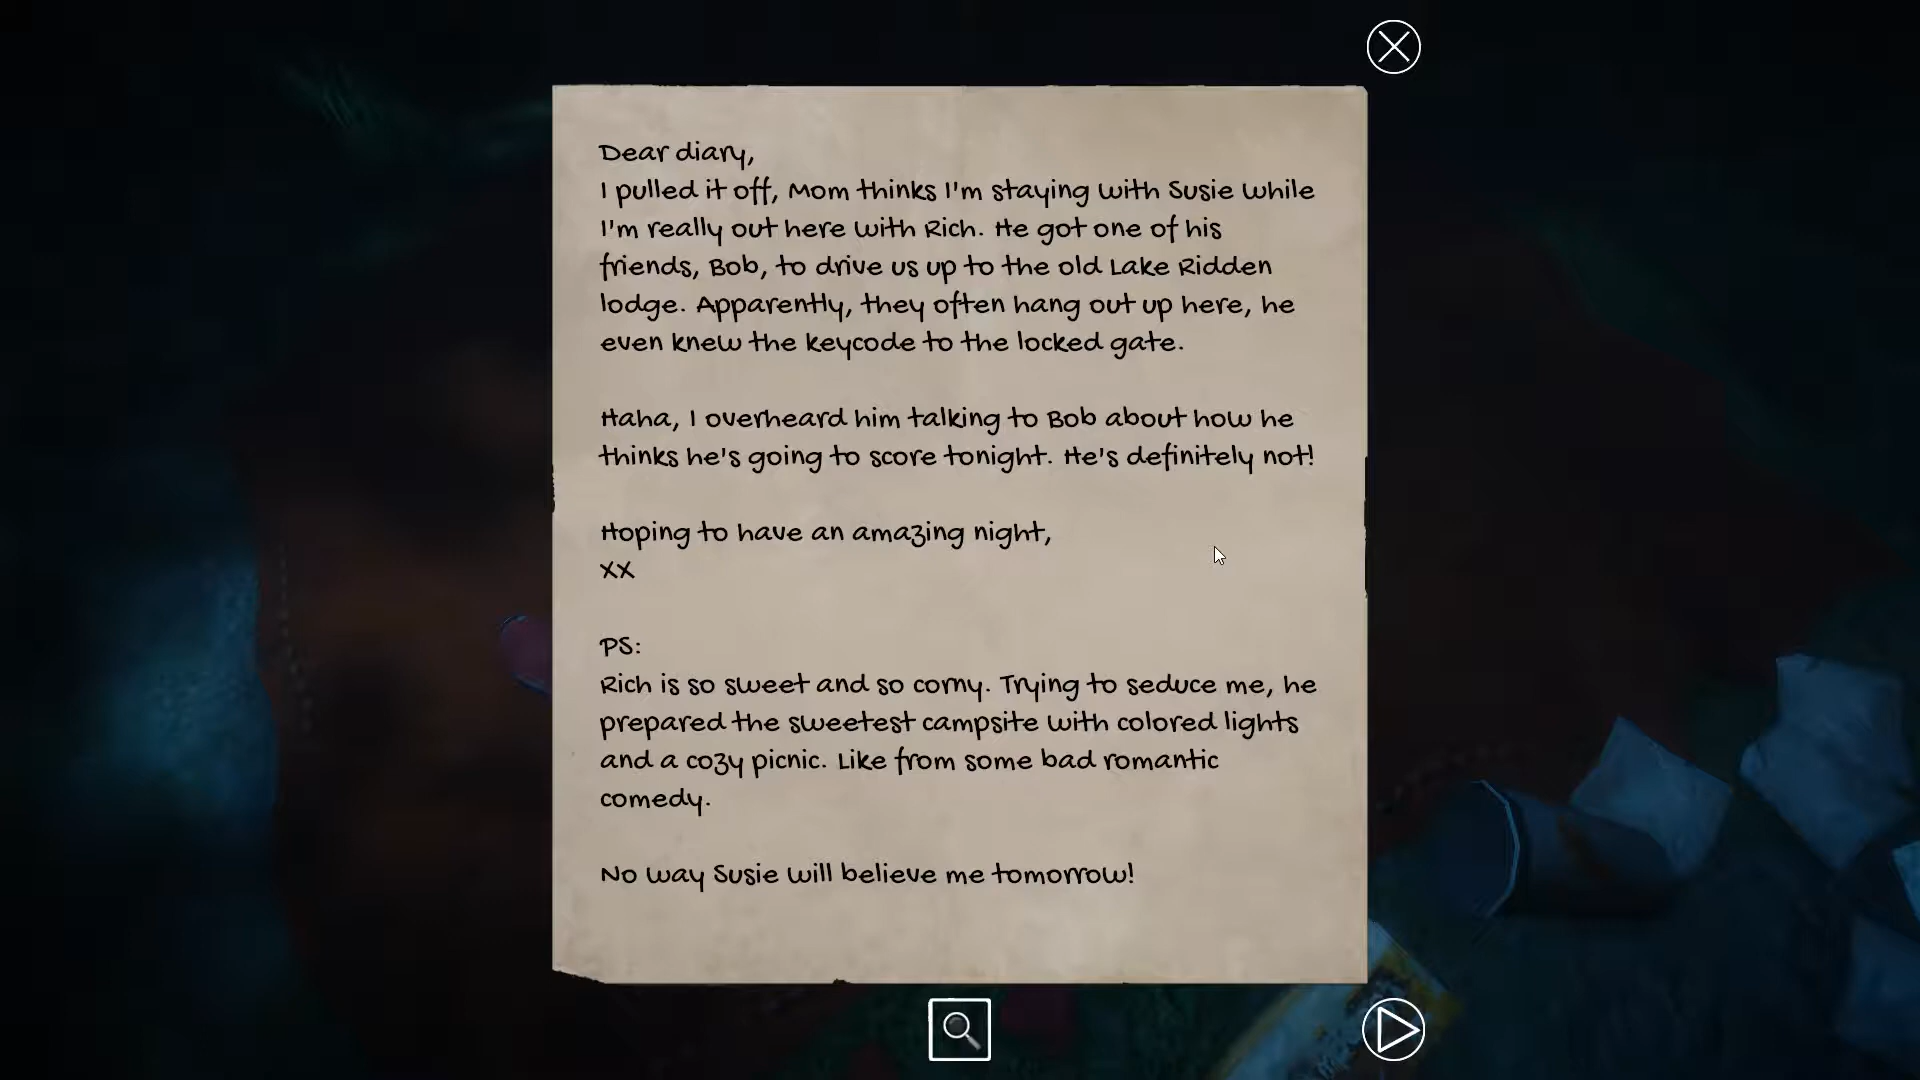 Dear diary,
I pulled it off, Mom thinks I'm staying with Susie while
I'm really out here with Rich. He got one of his
friends, Bob, to drive us up to the old Lake Ridden
lodge. Apparently, they often hang out up here, he
even knew the keycode to the locked gate.
Haha, I overheard him talking to Bob about how he
thinks he's going to score tonight. He's definitely not!
Hoping to have an amazing night,
XX
PS:
Rich is so sweet and so corny. Trying to seduce me, he
prepared the sweetest campsite with colored lights
and a cozy picnic. Like from some bad romantic
comedy.
No way Susie will believe me tomorrow!